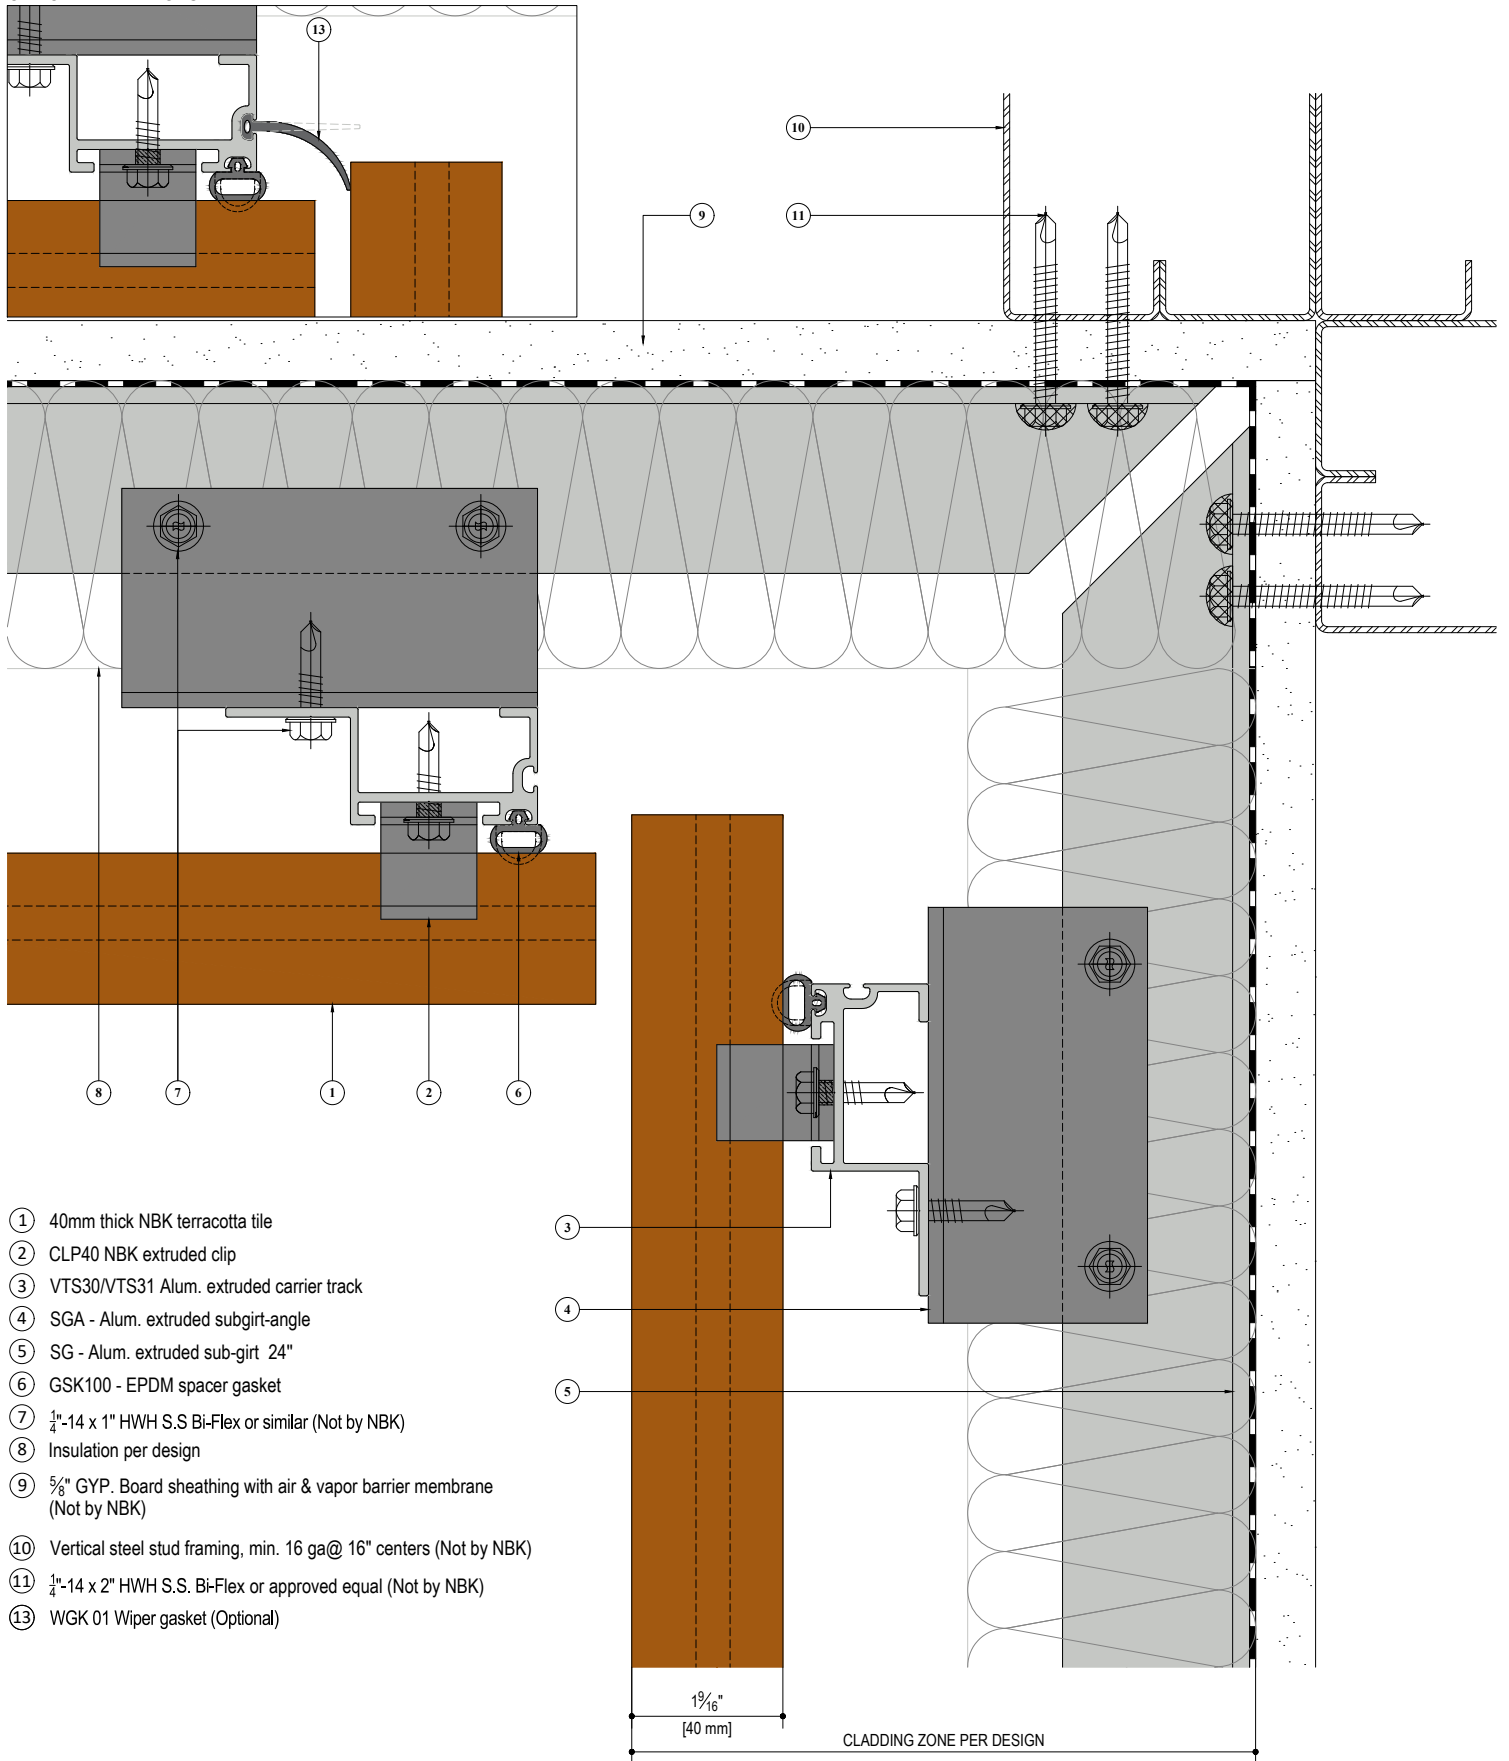 13
10
9
11
8
7
1
2
6
3
4
5
1 40mm thick NBK terracotta tile
2 CLP40 NBK extruded clip
3 VTS30/VTS31 Alum. extruded carrier track
4 SGA - Alum. extruded subgirt-angle
5 SG - Alum. extruded sub-girt 24"
6 GSK100 - EPDM spacer gasket
7 1/4"-14 x 1" HWH S.S Bi-Flex or similar (Not by NBK)
8 Insulation per design
9 5/8" GYP. Board sheathing with air & vapor barrier membrane
(Not by NBK)
10 Vertical steel stud framing, min. 16 ga@ 16" centers (Not by NBK)
11 1/4"-14 x 2" HWH S.S. Bi-Flex or approved equal (Not by NBK)
13 WGK 01 Wiper gasket (Optional)
1 9/16"
[40 mm]
CLADDING ZONE PER DESIGN